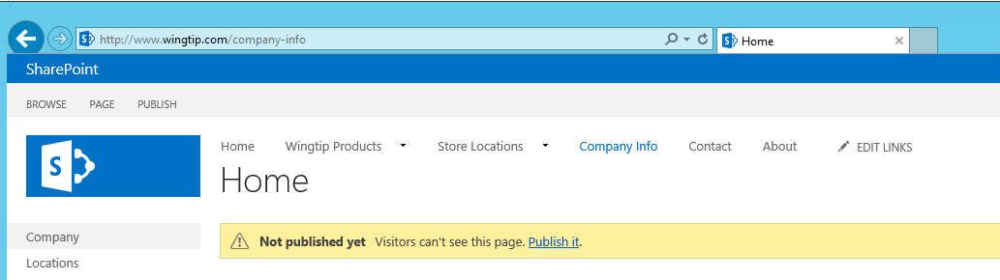 http://www.wingtip.com/company-info
Home
SharePoint
BROWSE PAGE PUBLISH
S
Home Wingtip Products Store Locations Company Info Contact About EDIT LINKS
Home
Company
Not published yet Visitors can't see this page. Publish it.
Locations